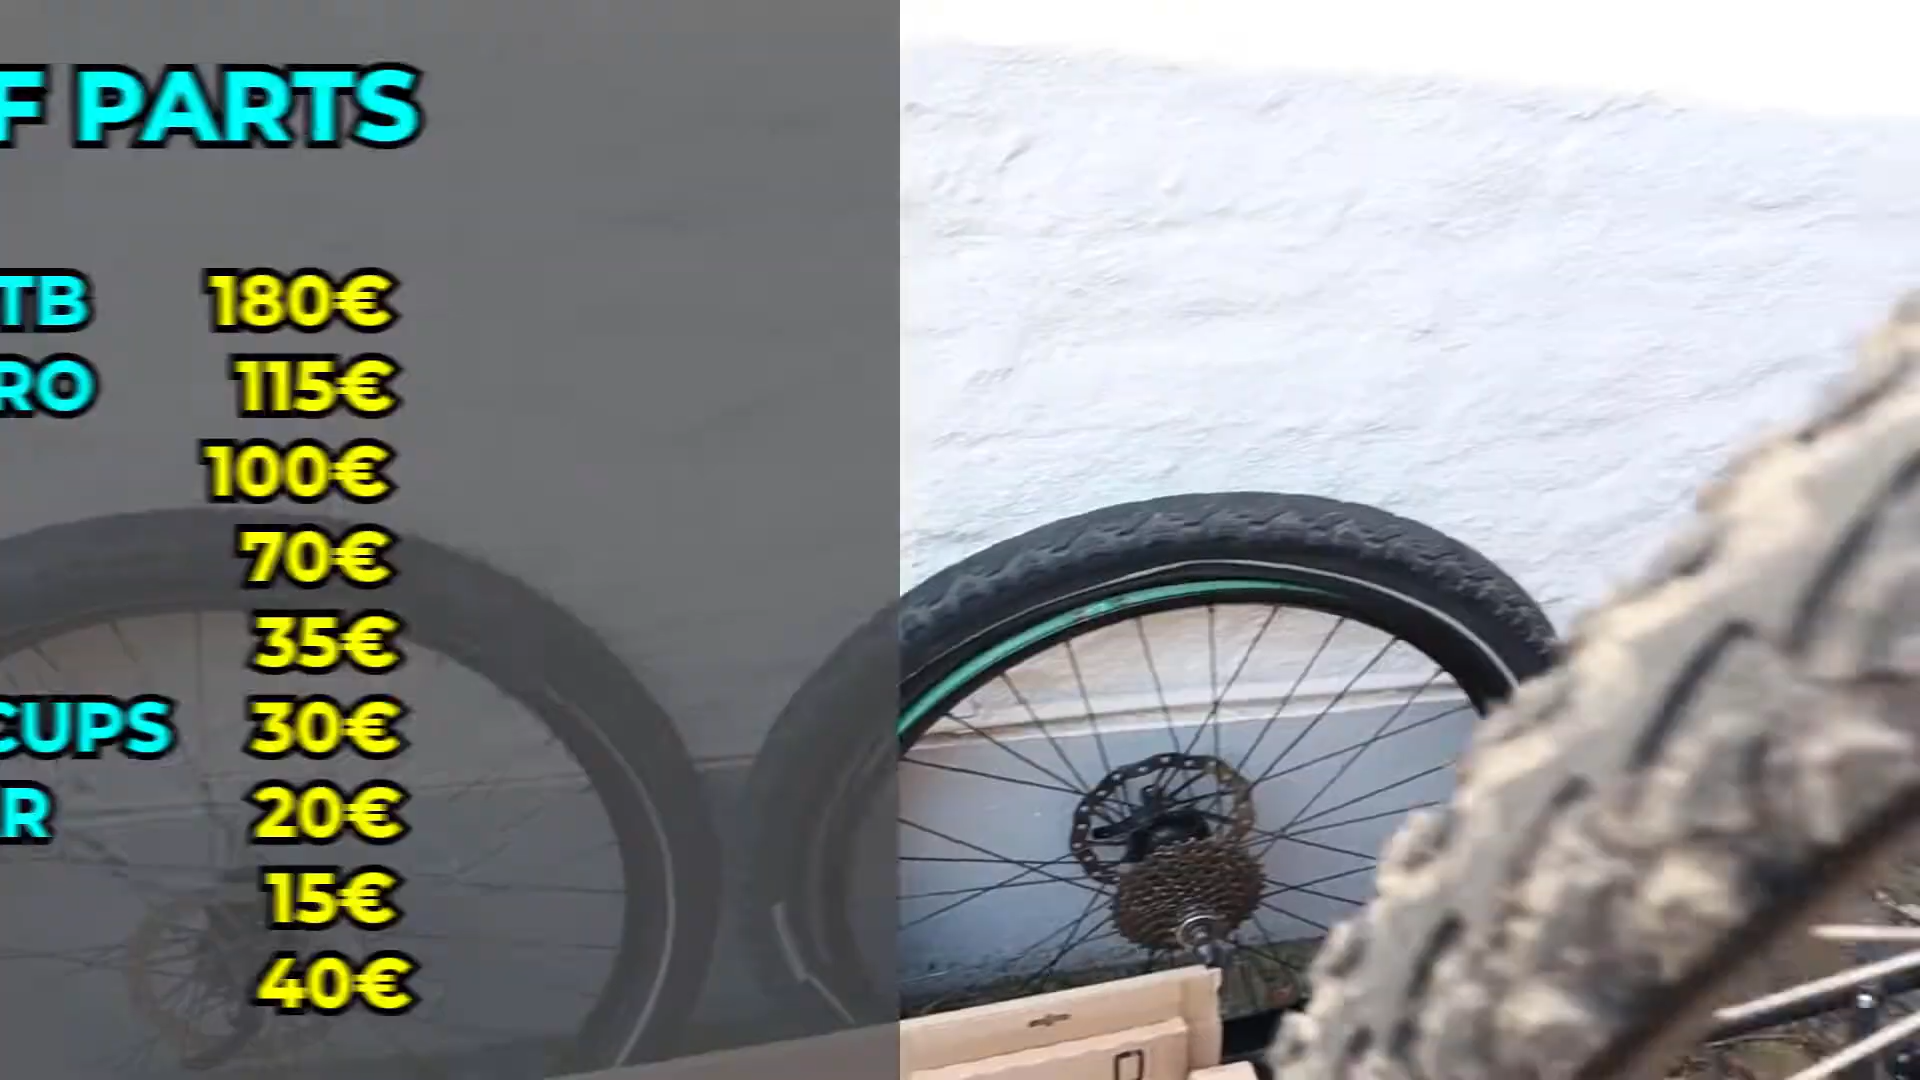 F PARTS
TB 180€
RO 115€
100€
70€
35€
CUPS 30€
R 20€
15€
40€